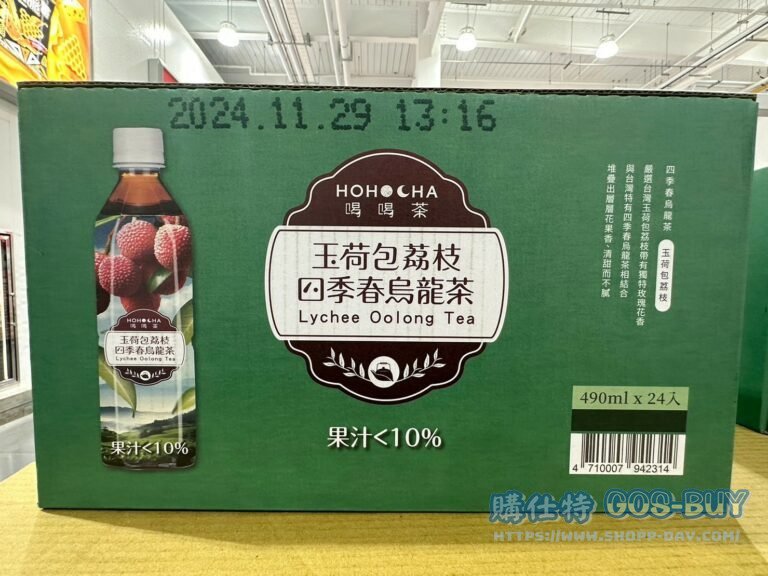 2024.11.29 13:16
HOHOCHA
喝喝茶
玉荷包荔枝
四季春烏龍茶
Lychee Oolong Tea
果汁<10%
HOHOCHA
喝喝茶
玉荷包荔枝
四季春烏龍茶
Lychee Oolong Tea
果汁<10%
四季春烏龍茶 玉荷包荔枝
嚴選台灣玉荷包荔枝帶有獨特玫瑰花香
與台灣特有四季春烏龍茶相結合
堆疊出層層花果香、清甜而不膩
490ml x 24入
4 710007 942314
購仕特 GOS-BUY
HTTPS://WWW.SHOPP-DAY.COM/